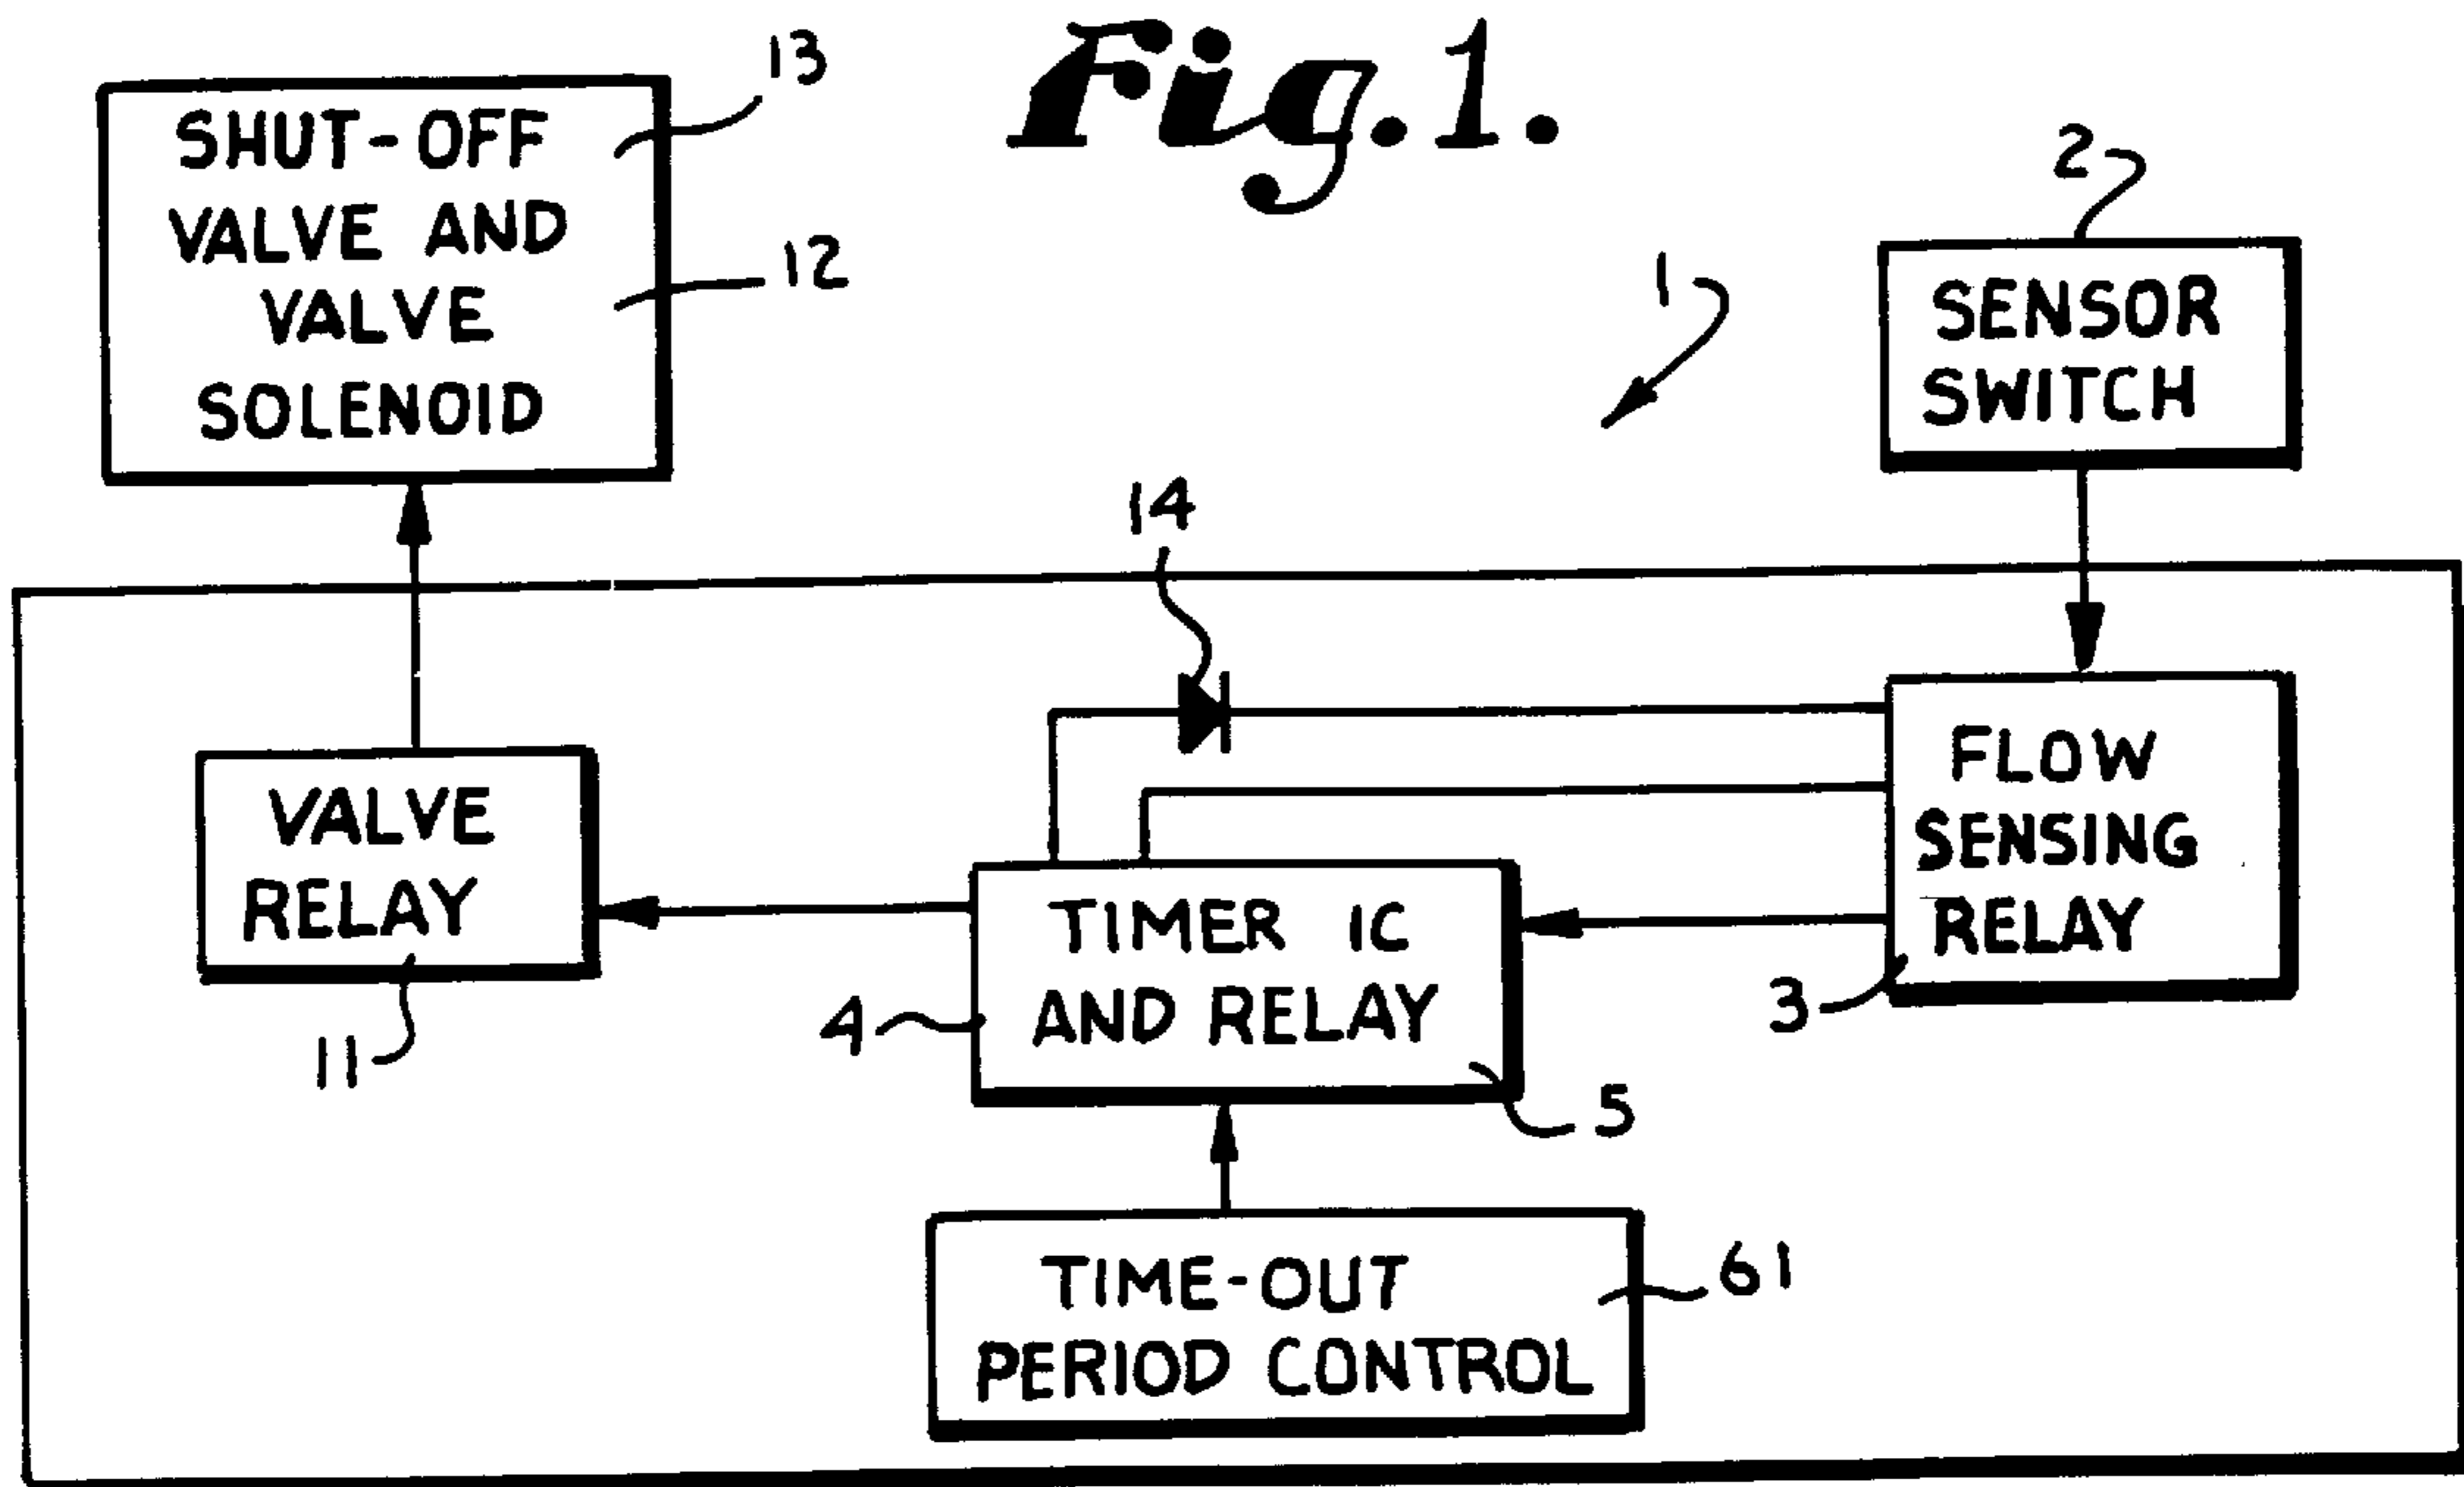 Fig.1.
13
SHUT-OFF
VALVE AND
VALVE
SOLENOID
12
2
1
SENSOR
SWITCH
14
VALVE
RELAY
11
FLOW
SENSING
RELAY
3
TIMER IC
AND RELAY
4
5
TIME-OUT
PERIOD CONTROL
61